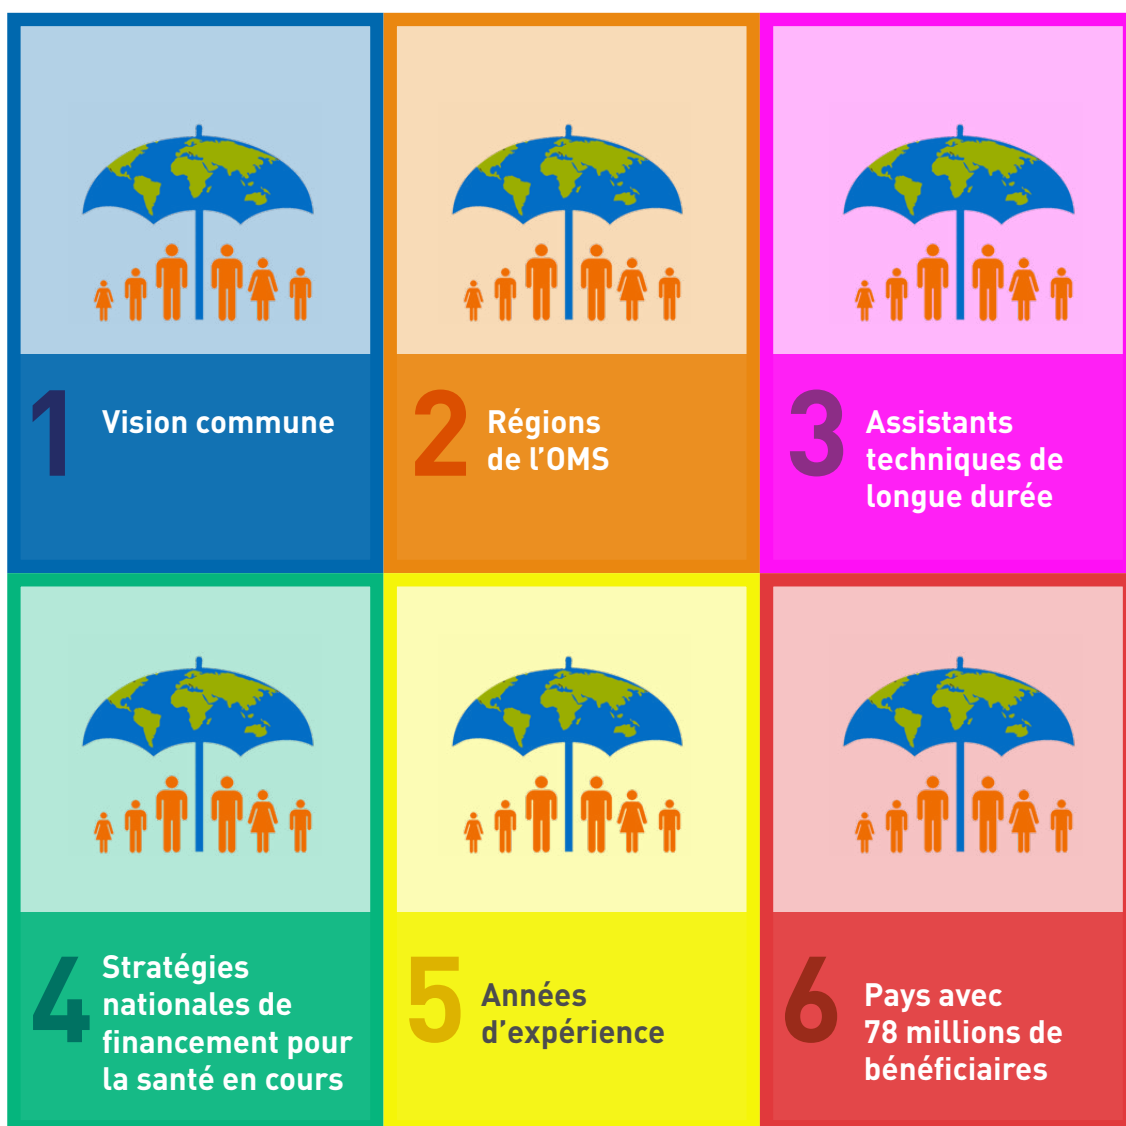 1
Vision commune
2
Régions
de l’OMS
3
Assistants
techniques de
longue durée
4
Stratégies
nationales de
financement pour
la santé en cours
5
Années
d’expérience
6
Pays avec
78 millions de
bénéficiaires